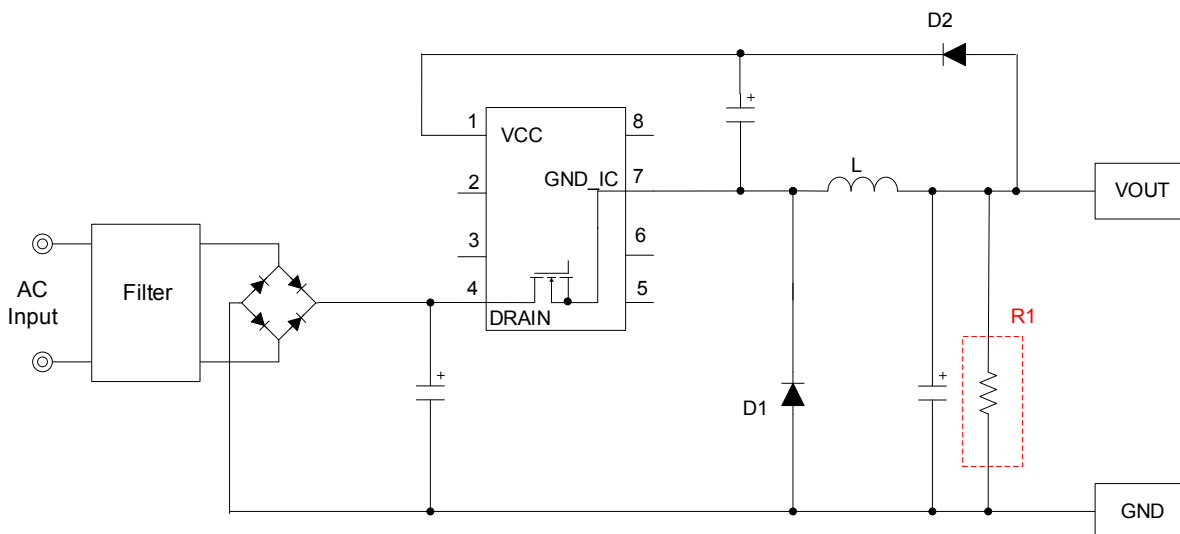 D2
1
VCC
8
2
GND_IC
7
L
VOUT
3
6
AC
Input
Filter
4
5
DRAIN
R1
+
+
+
D1
GND